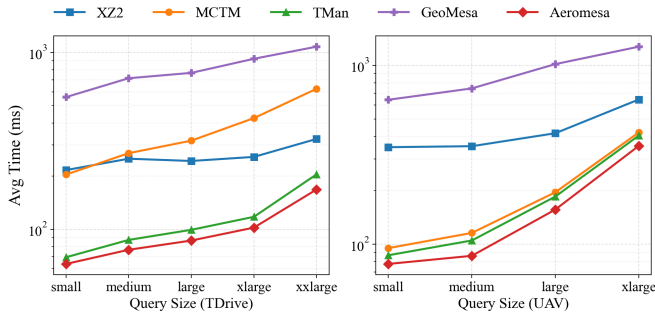 XZ2 MCTM TMan GeoMesa Aeromesa
Avg Time (ms)
10³
10²
small medium large xlarge xxlarge
Query Size (TDrive)
10³
10²
small medium large xlarge
Query Size (UAV)